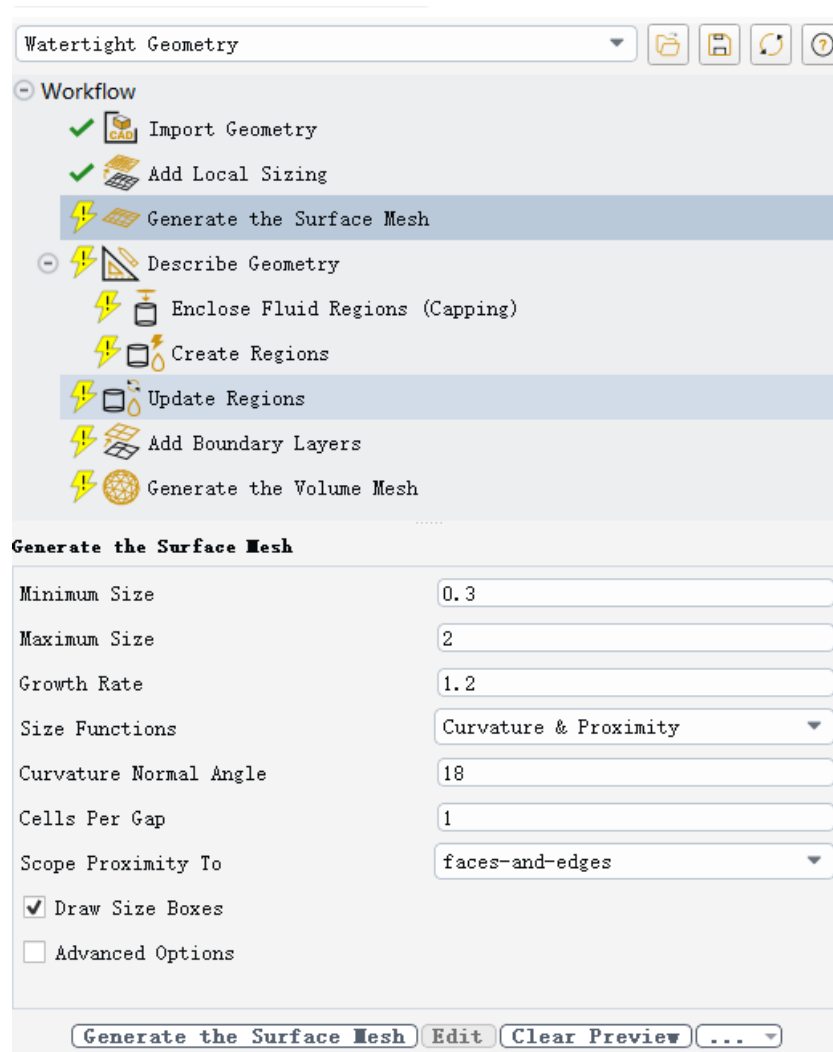 Watertight Geometry
Workflow
CAD
Import Geometry
Add Local Sizing
Generate the Surface Mesh
Describe Geometry
Enclose Fluid Regions (Capping)
Create Regions
Update Regions
Add Boundary Layers
Generate the Volume Mesh
Generate the Surface Mesh
Minimum Size 0.3
Maximum Size 2
Growth Rate 1.2
Size Functions Curvature & Proximity
Curvature Normal Angle 18
Cells Per Gap 1
Scope Proximity To faces-and-edges
Draw Size Boxes
Advanced Options
Generate the Surface Mesh Edit Clear Preview ...